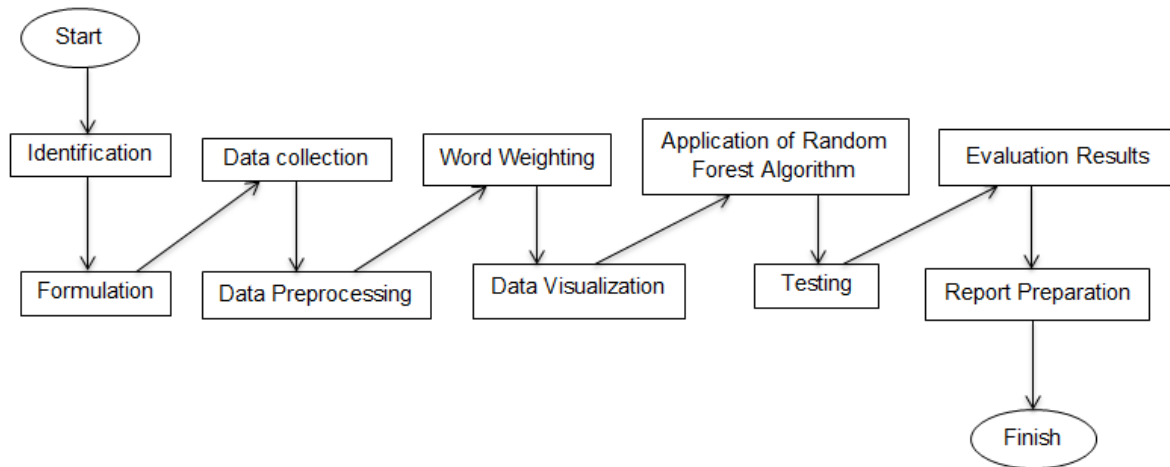 Start
Identification
Formulation
Data collection
Data Preprocessing
Word Weighting
Data Visualization
Application of Random
Forest Algorithm
Testing
Evaluation Results
Report Preparation
Finish